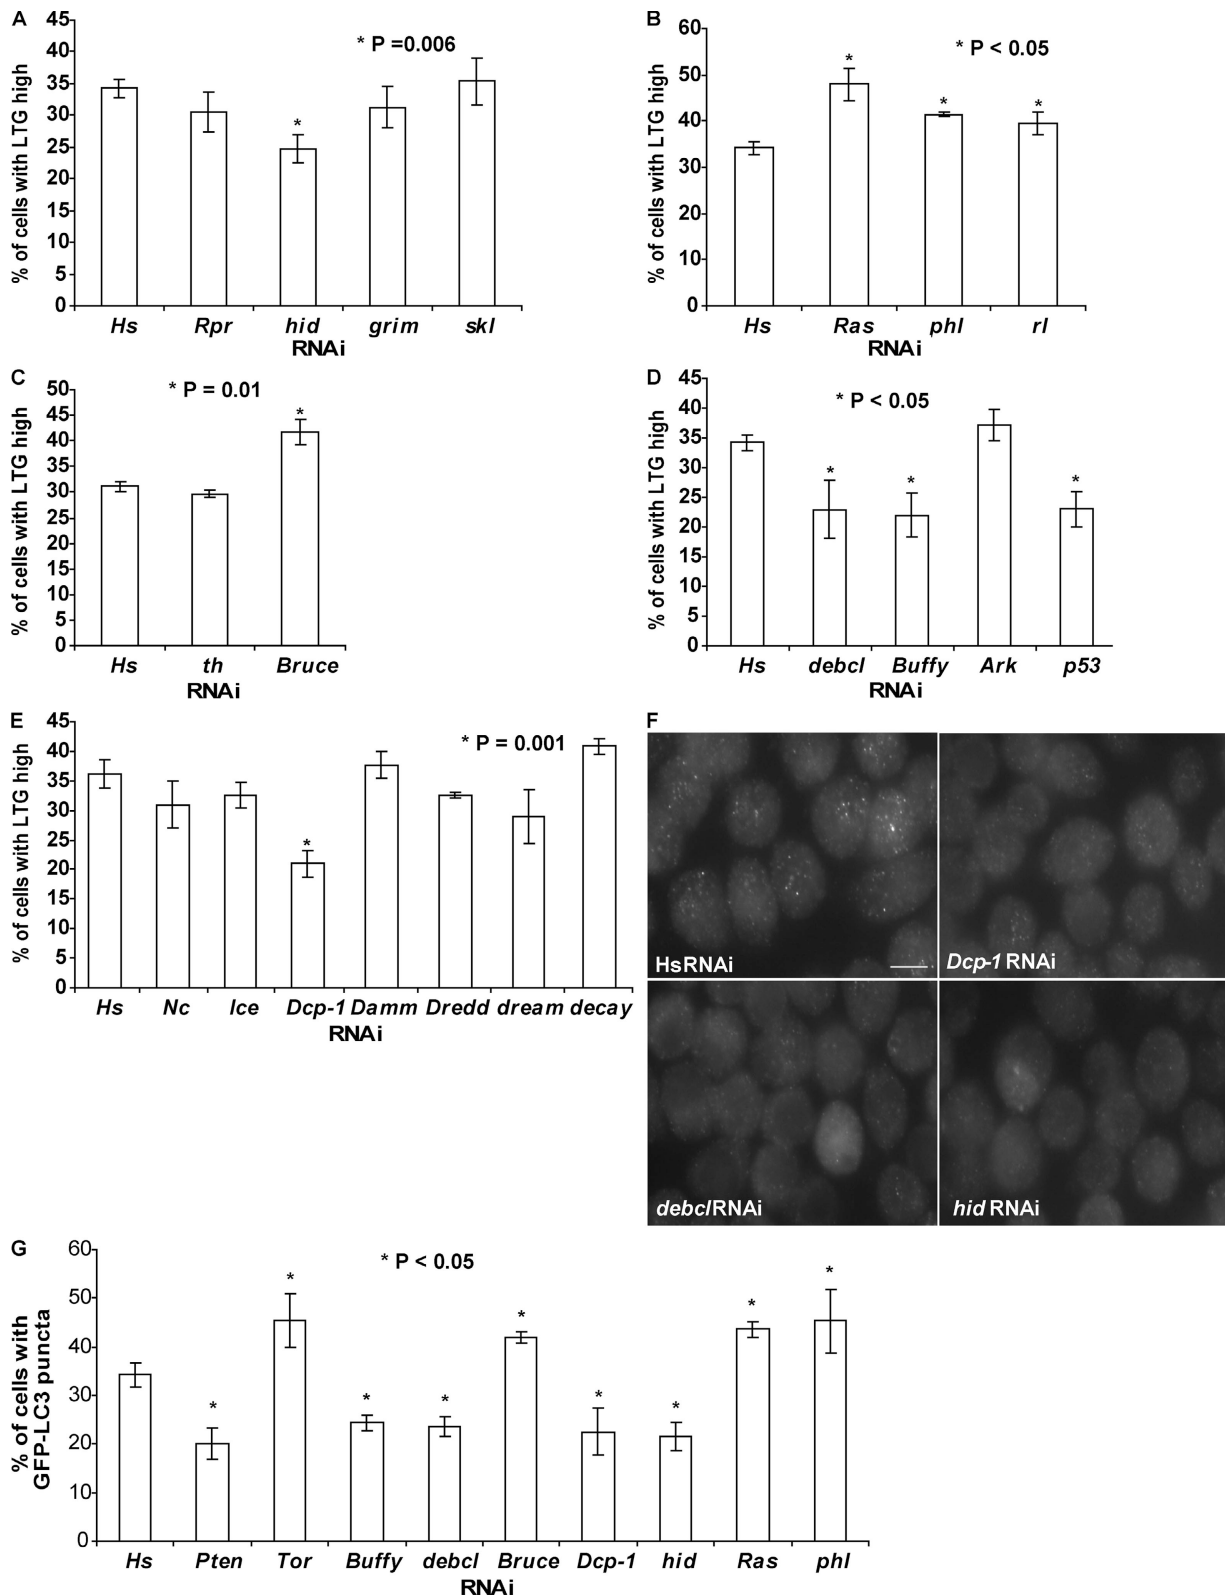 A
% of cells with LTG high
45
40
35
30
25
20
15
10
5
0
* P =0.006
*
Hs Rpr hid grim skl
RNAi
B
% of cells with LTG high
60
50
40
30
20
10
0
* P < 0.05
* * *
Hs Ras phl rl
RNAi
C
% of cells with LTG high
50
45
40
35
30
25
20
15
10
5
0
* P = 0.01
*
Hs th Bruce
RNAi
D
% of cells with LTG high
45
40
35
30
25
20
15
10
5
0
* P < 0.05
* * *
Hs debcl Buffy Ark p53
RNAi
E
% of cells with LTG high
45
40
35
30
25
20
15
10
5
0
* P = 0.001
*
Hs Nc Ice Dcp-1 Damm Dredd dream decay
RNAi
F
HsRNAi
Dcp-1 RNAi
debclRNAi
hid RNAi
G
% of cells with
GFP-LC3 puncta
60
50
40
30
20
10
0
* P < 0.05
* * * * * * * * *
Hs Pten Tor Buffy debcl Bruce Dcp-1 hid Ras phl
RNAi